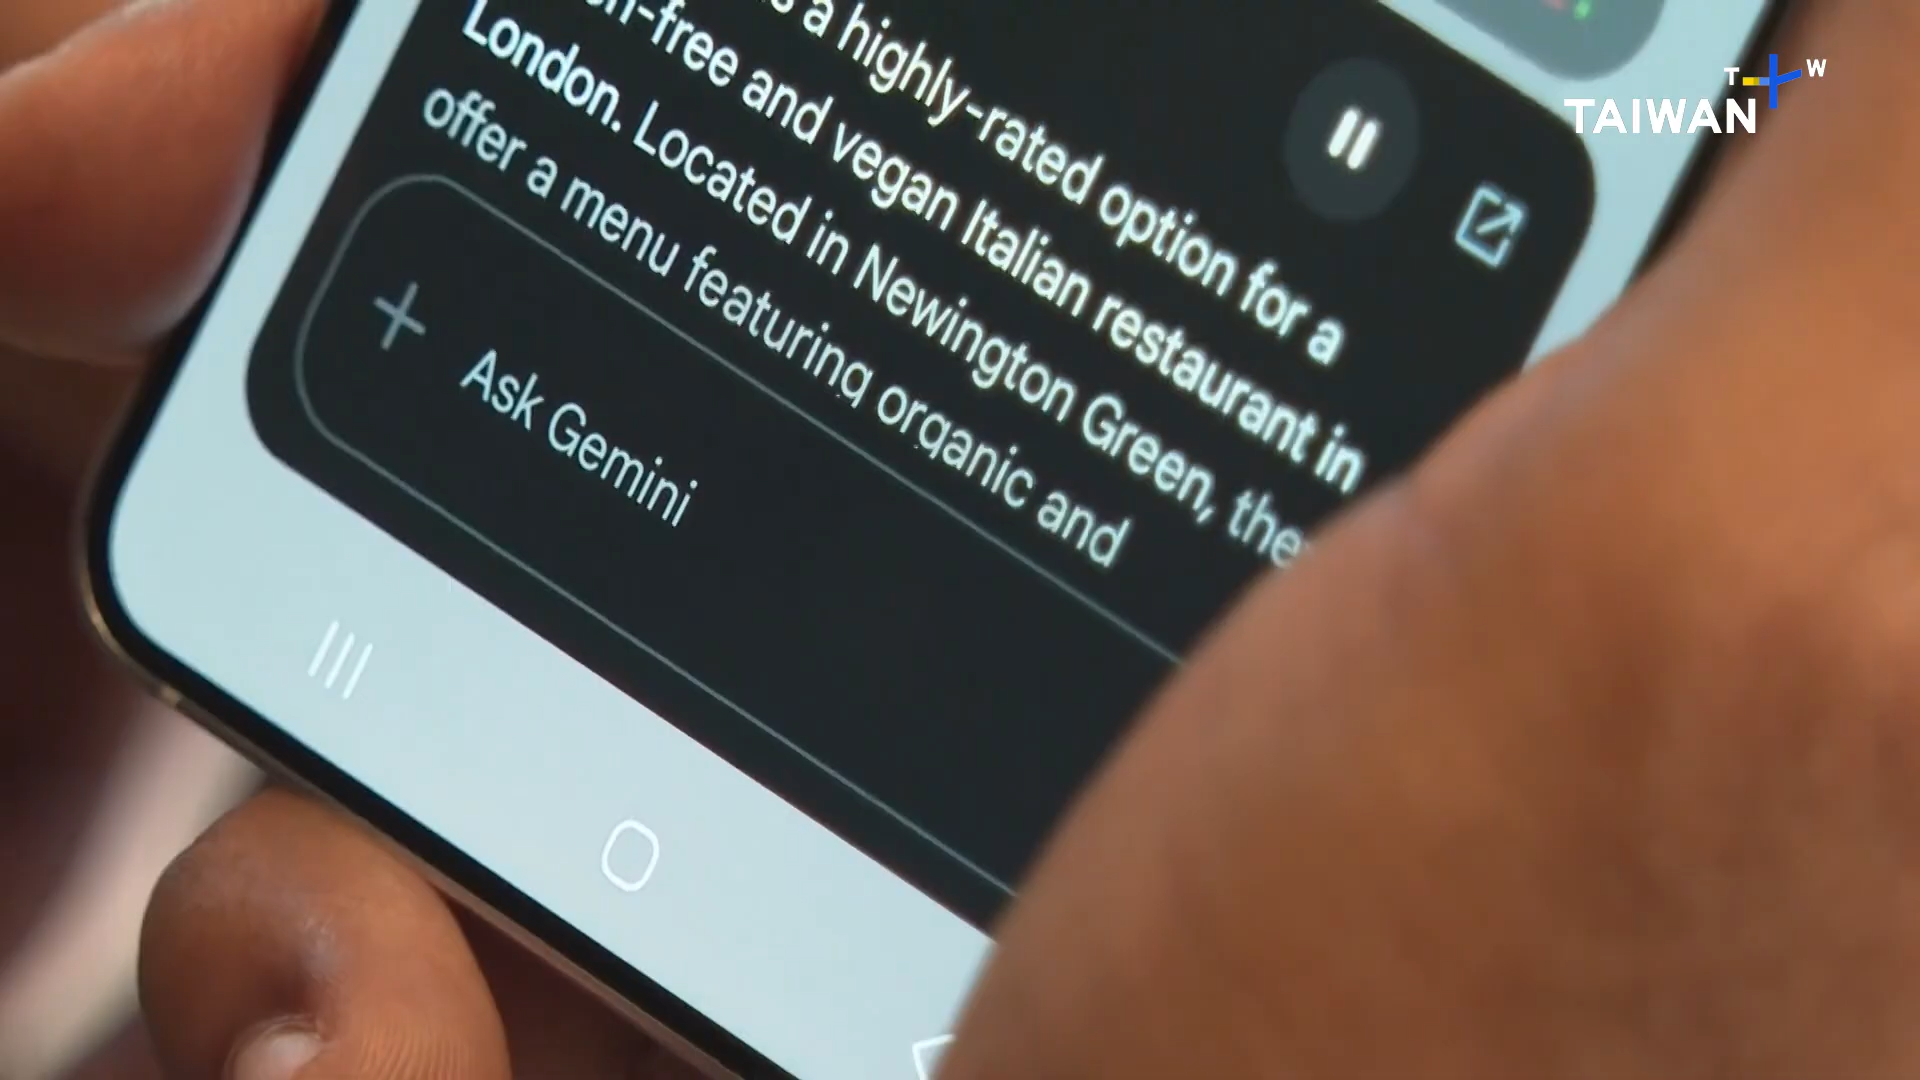 a highly-rated option for a
-free and vegan Italian restaurant in
London. Located in Newington Green,
offer a menu featuring organic and
Ask Gemini
T W
TAIWAN